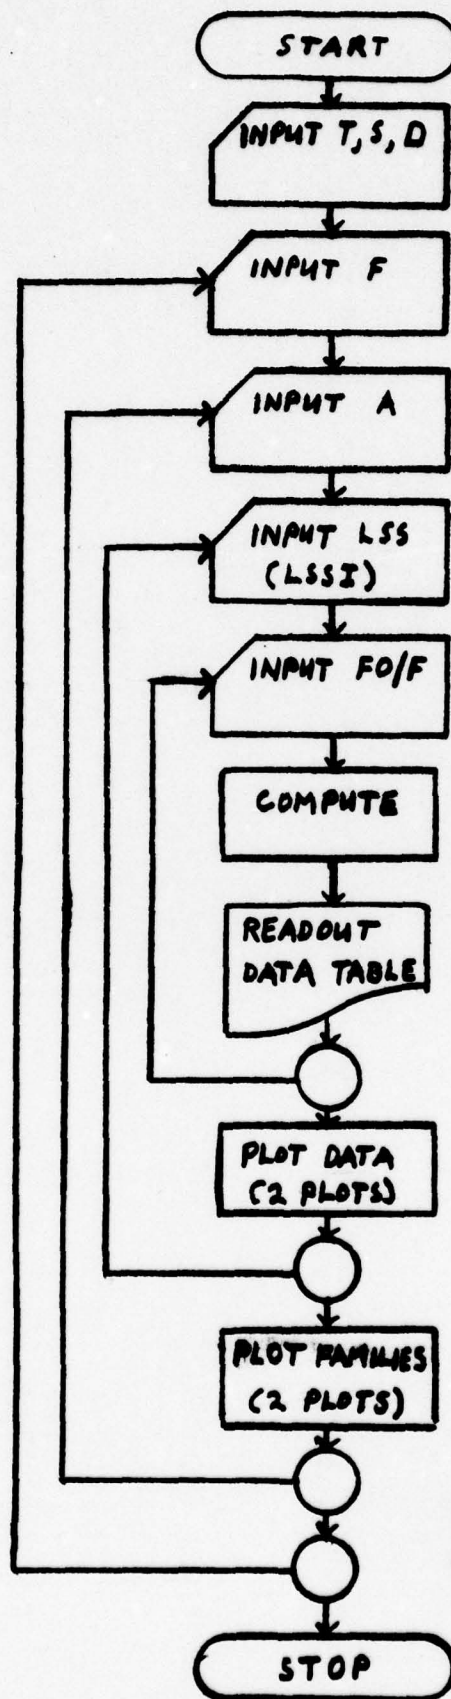 START
INPUT T, S, D
INPUT F
INPUT A
INPUT LSS
(LSSI)
INPUT FO/F
COMPUTE
READOUT
DATA TABLE
PLOT DATA
(2 PLOTS)
PLOT FAMILIES
(2 PLOTS)
STOP